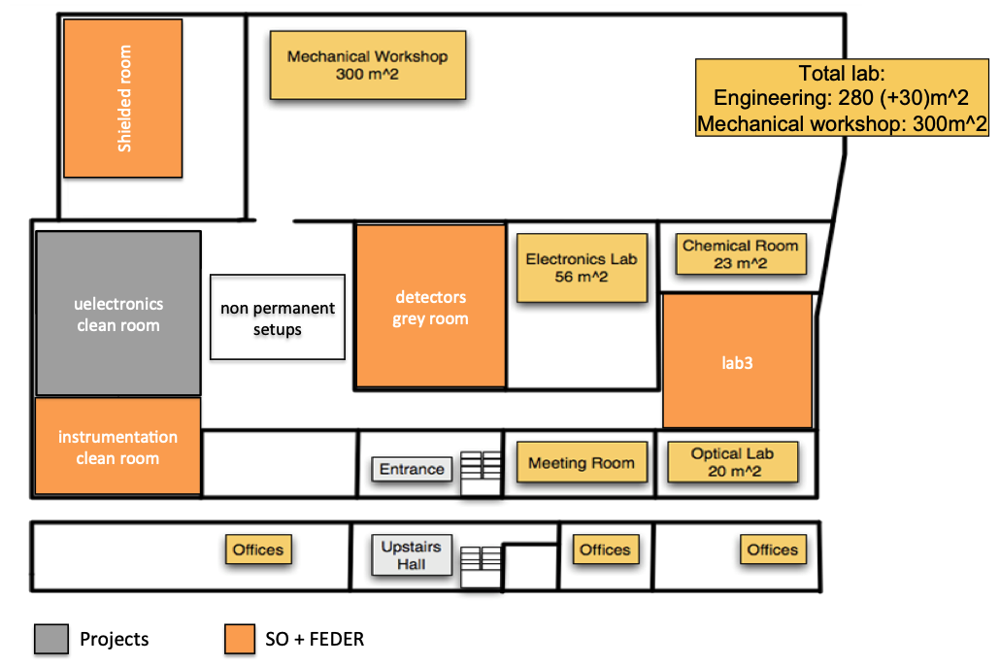 Shielded room
Mechanical Workshop
300 m^2
Total lab:
Engineering: 280 (+30)m^2
Mechanical workshop: 300m^2
uelectronics
clean room
non permanent
setups
detectors
grey room
Electronics Lab
56 m^2
Chemical Room
23 m^2
lab3
instrumentation
clean room
Entrance
Meeting Room
Optical Lab
20 m^2
Offices
Upstairs
Hall
Offices
Offices
Projects
SO + FEDER